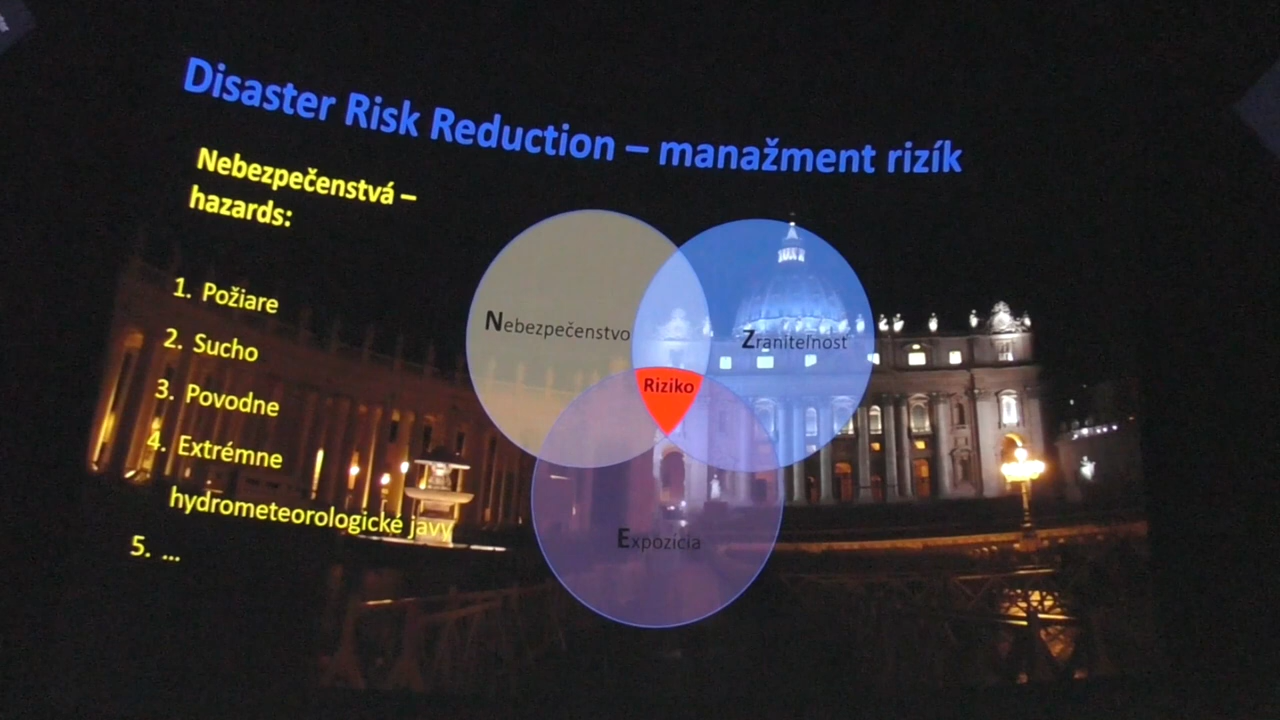 Disaster Risk Reduction – manažment rizík
Nebezpečenstvá –
hazards:
1. Požiare
2. Sucho
3. Povodne
4. Extrémne
hydrometeorologické javy
5. ...
Nebezpečenstvo
Zraniteľnosť
Riziko
Expozícia